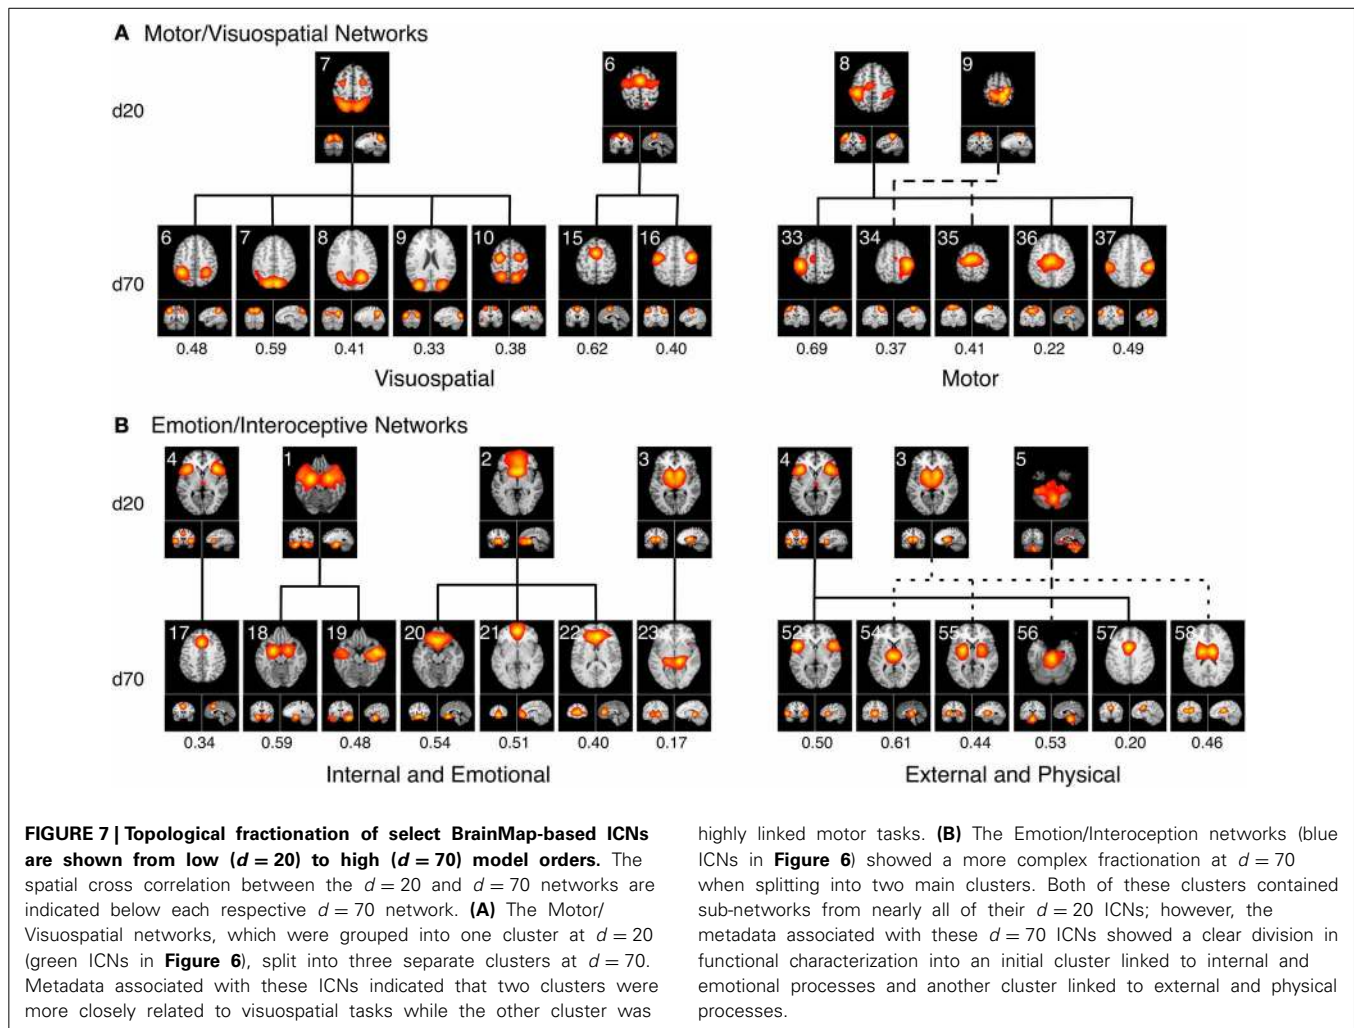 A Motor/Visuospatial Networks
d20
7
6
8
9
d70
6
7
8
9
10
15
16
33
34
35
36
37
0.48
0.59
0.41
0.33
0.38
0.62
0.40
0.69
0.37
0.41
0.22
0.49
Visuospatial
Motor
B Emotion/Interoceptive Networks
d20
4
1
2
3
4
3
5
d70
17
18
19
20
21
22
23
52
54
55
56
57
58
0.34
0.59
0.48
0.54
0.51
0.40
0.17
0.50
0.61
0.44
0.53
0.20
0.46
Internal and Emotional
External and Physical
FIGURE 7 | Topological fractionation of select BrainMap-based ICNs
are shown from low (d = 20) to high (d = 70) model orders. The
spatial cross correlation between the d = 20 and d = 70 networks are
indicated below each respective d = 70 network. (A) The Motor/
Visuospatial networks, which were grouped into one cluster at d = 20
(green ICNs in Figure 6), split into three separate clusters at d = 70.
Metadata associated with these ICNs indicated that two clusters were
more closely related to visuospatial tasks while the other cluster was
highly linked motor tasks. (B) The Emotion/Interoception networks (blue
ICNs in Figure 6) showed a more complex fractionation at d = 70
when splitting into two main clusters. Both of these clusters contained
sub-networks from nearly all of their d = 20 ICNs; however, the
metadata associated with these d = 70 ICNs showed a clear division in
functional characterization into an initial cluster linked to internal and
emotional processes and another cluster linked to external and physical
processes.